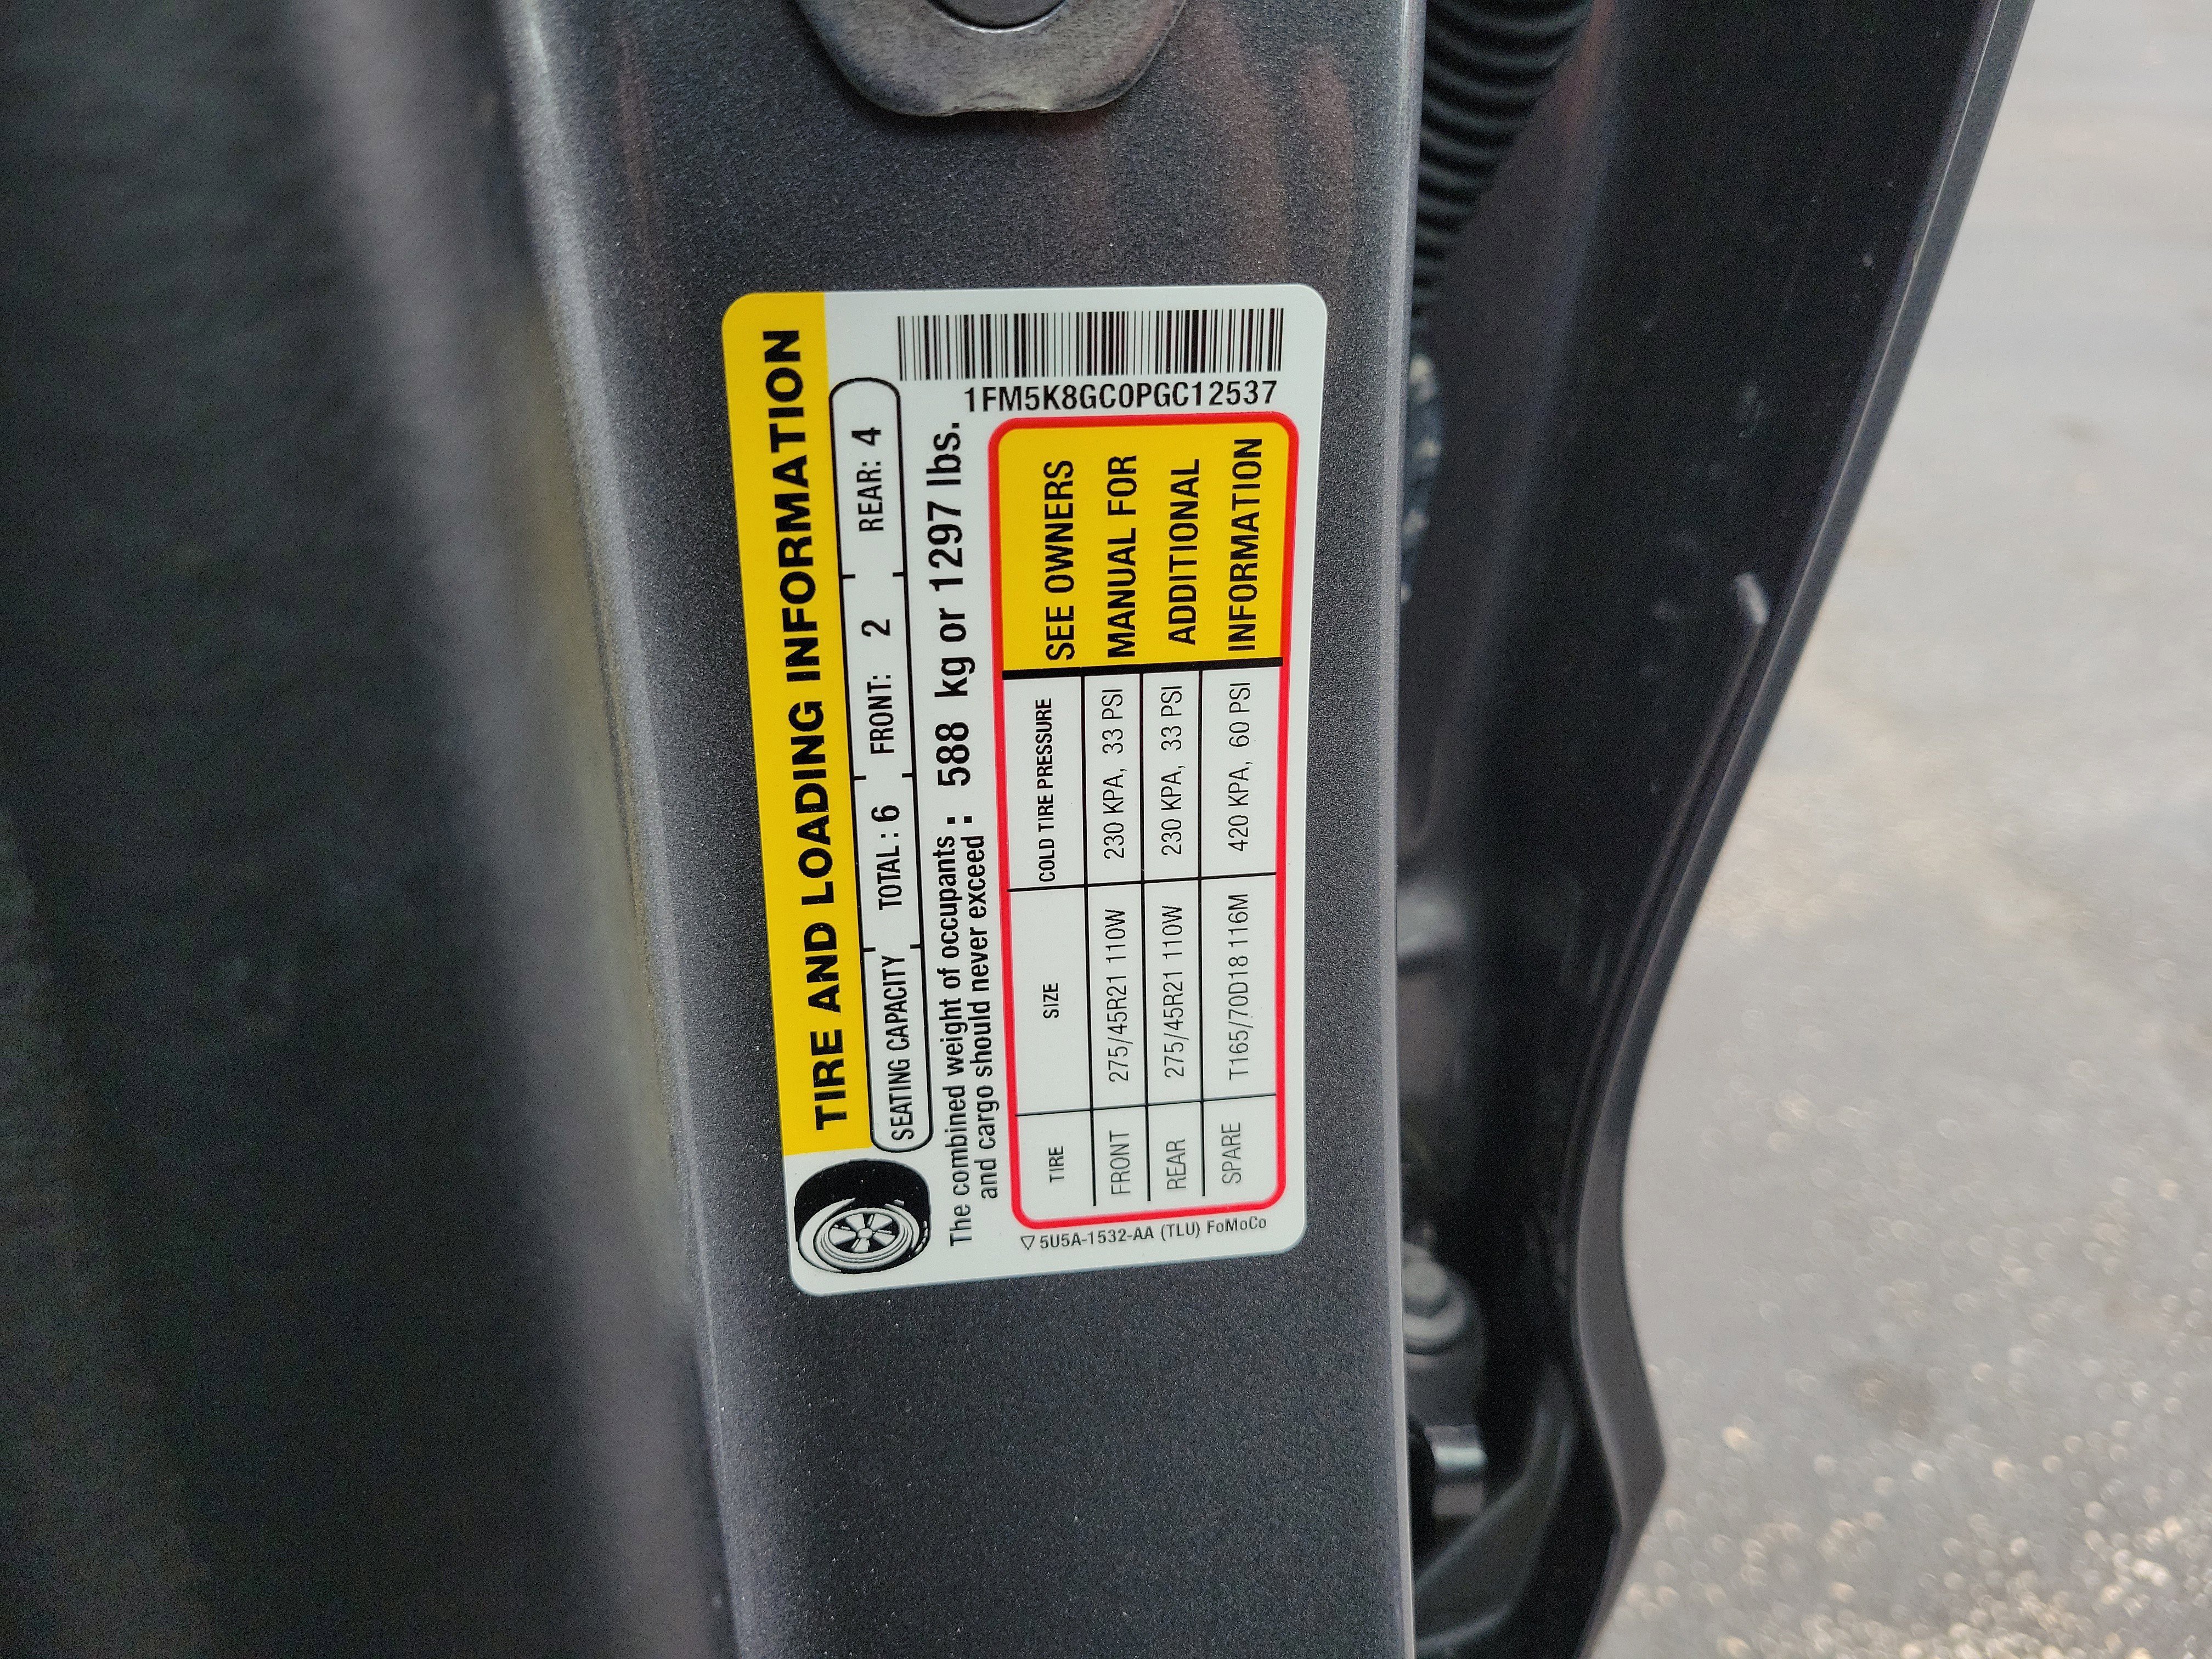 TIRE AND LOADING INFORMATION
SEATING CAPACITY TOTAL : 6 FRONT: 2 REAR: 4
The combined weight of occupants
and cargo should never exceed : 588 kg or 1297 lbs.
1FM5K8GC0PGC12537
TIRE SIZE COLD TIRE PRESSURE
FRONT 275/45R21 110W 230 KPA, 33 PSI
REAR 275/45R21 110W 230 KPA, 33 PSI
SPARE T165/70D18 116M 420 KPA, 60 PSI
SEE OWNERS
MANUAL FOR
ADDITIONAL
INFORMATION
5U5A-1532-AA (TLU) FoMoCo